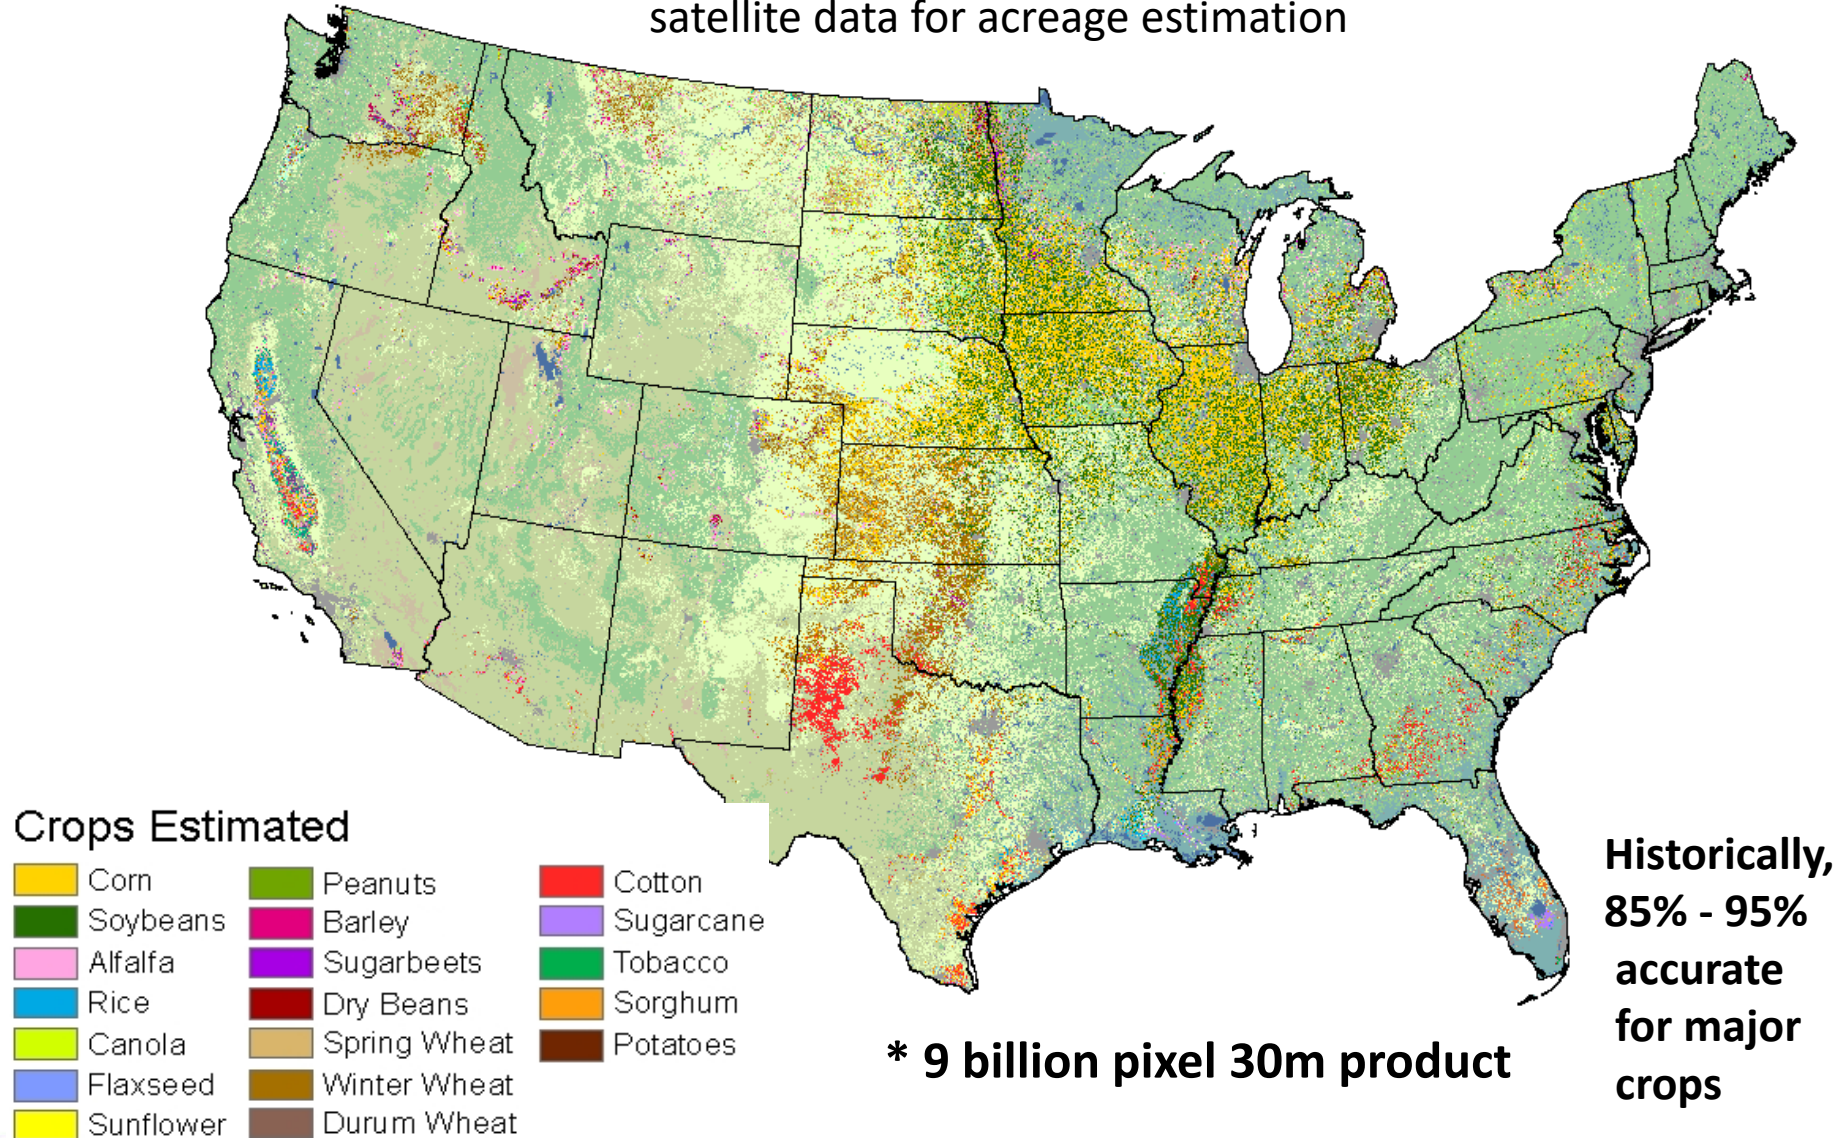 satellite data for acreage estimation
Crops Estimated
Corn
Soybeans
Alfalfa
Rice
Canola
Flaxseed
Sunflower
Peanuts
Barley
Sugarbeets
Dry Beans
Spring Wheat
Winter Wheat
Durum Wheat
Cotton
Sugarcane
Tobacco
Sorghum
Potatoes
* 9 billion pixel 30m product
Historically,
85% - 95%
accurate
for major
crops